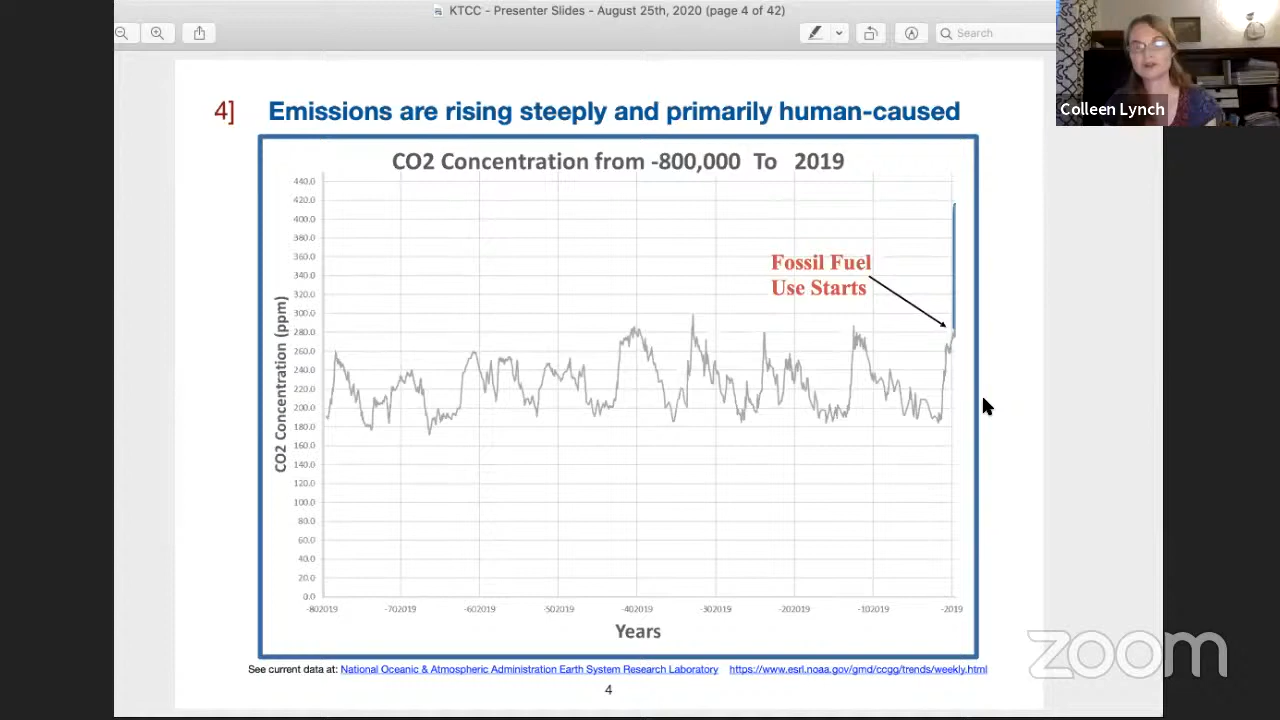 KTCC - Presenter Slides - August 25th, 2020 (page 4 of 42)
Search
Colleen Lynch
4] Emissions are rising steeply and primarily human-caused
CO2 Concentration from -800,000 To 2019
440.0
420.0
400.0
380.0
360.0
340.0
320.0
300.0
280.0
260.0
240.0
220.0
200.0
180.0
160.0
140.0
120.0
100.0
80.0
60.0
40.0
20.0
0.0
CO2 Concentration (ppm)
Fossil Fuel
Use Starts
-802019 -702019 -602019 -502019 -402019 -302019 -202019 -102019 -2019
Years
See current data at: National Oceanic & Atmospheric Administration Earth System Research Laboratory https://www.esrl.noaa.gov/gmd/ccgg/trends/weekly.html
4
zoom